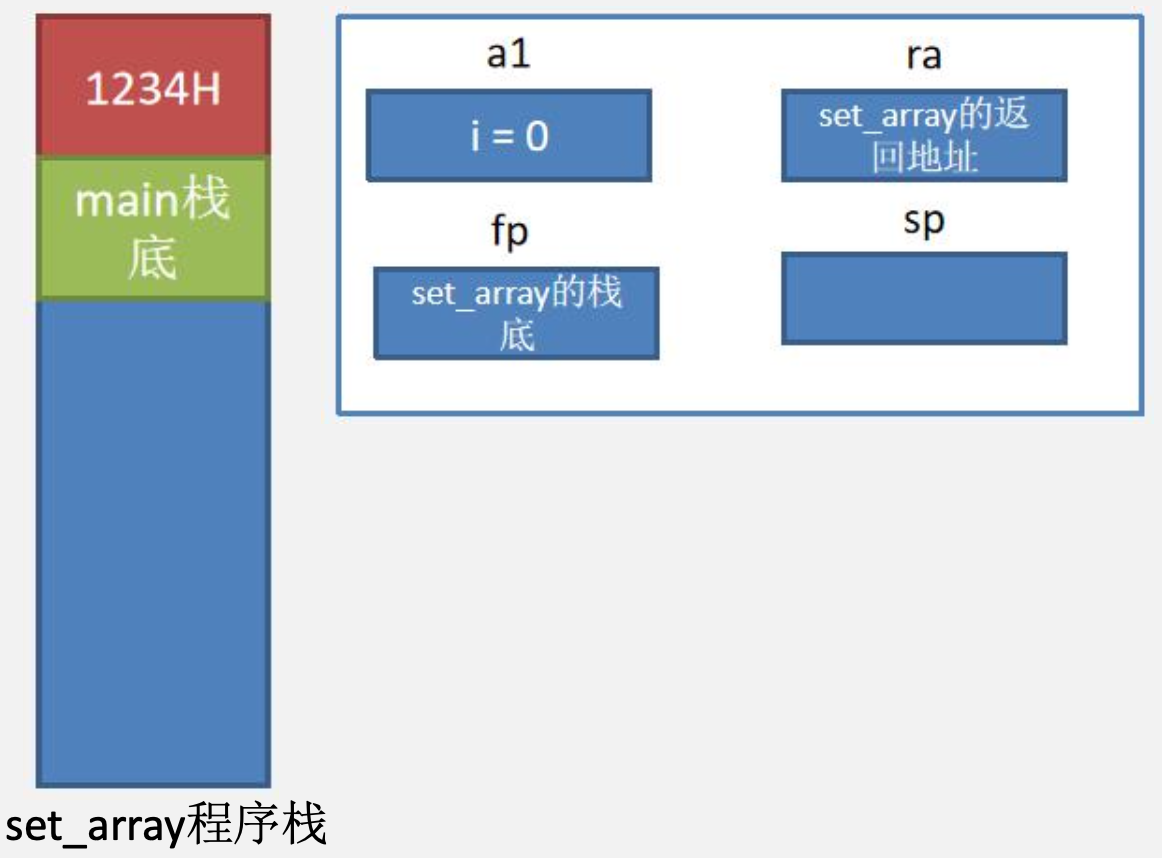 1234H
main栈
底
set_array程序栈
a1
i = 0
ra
set_array的返
回地址
fp
set_array的栈
底
sp